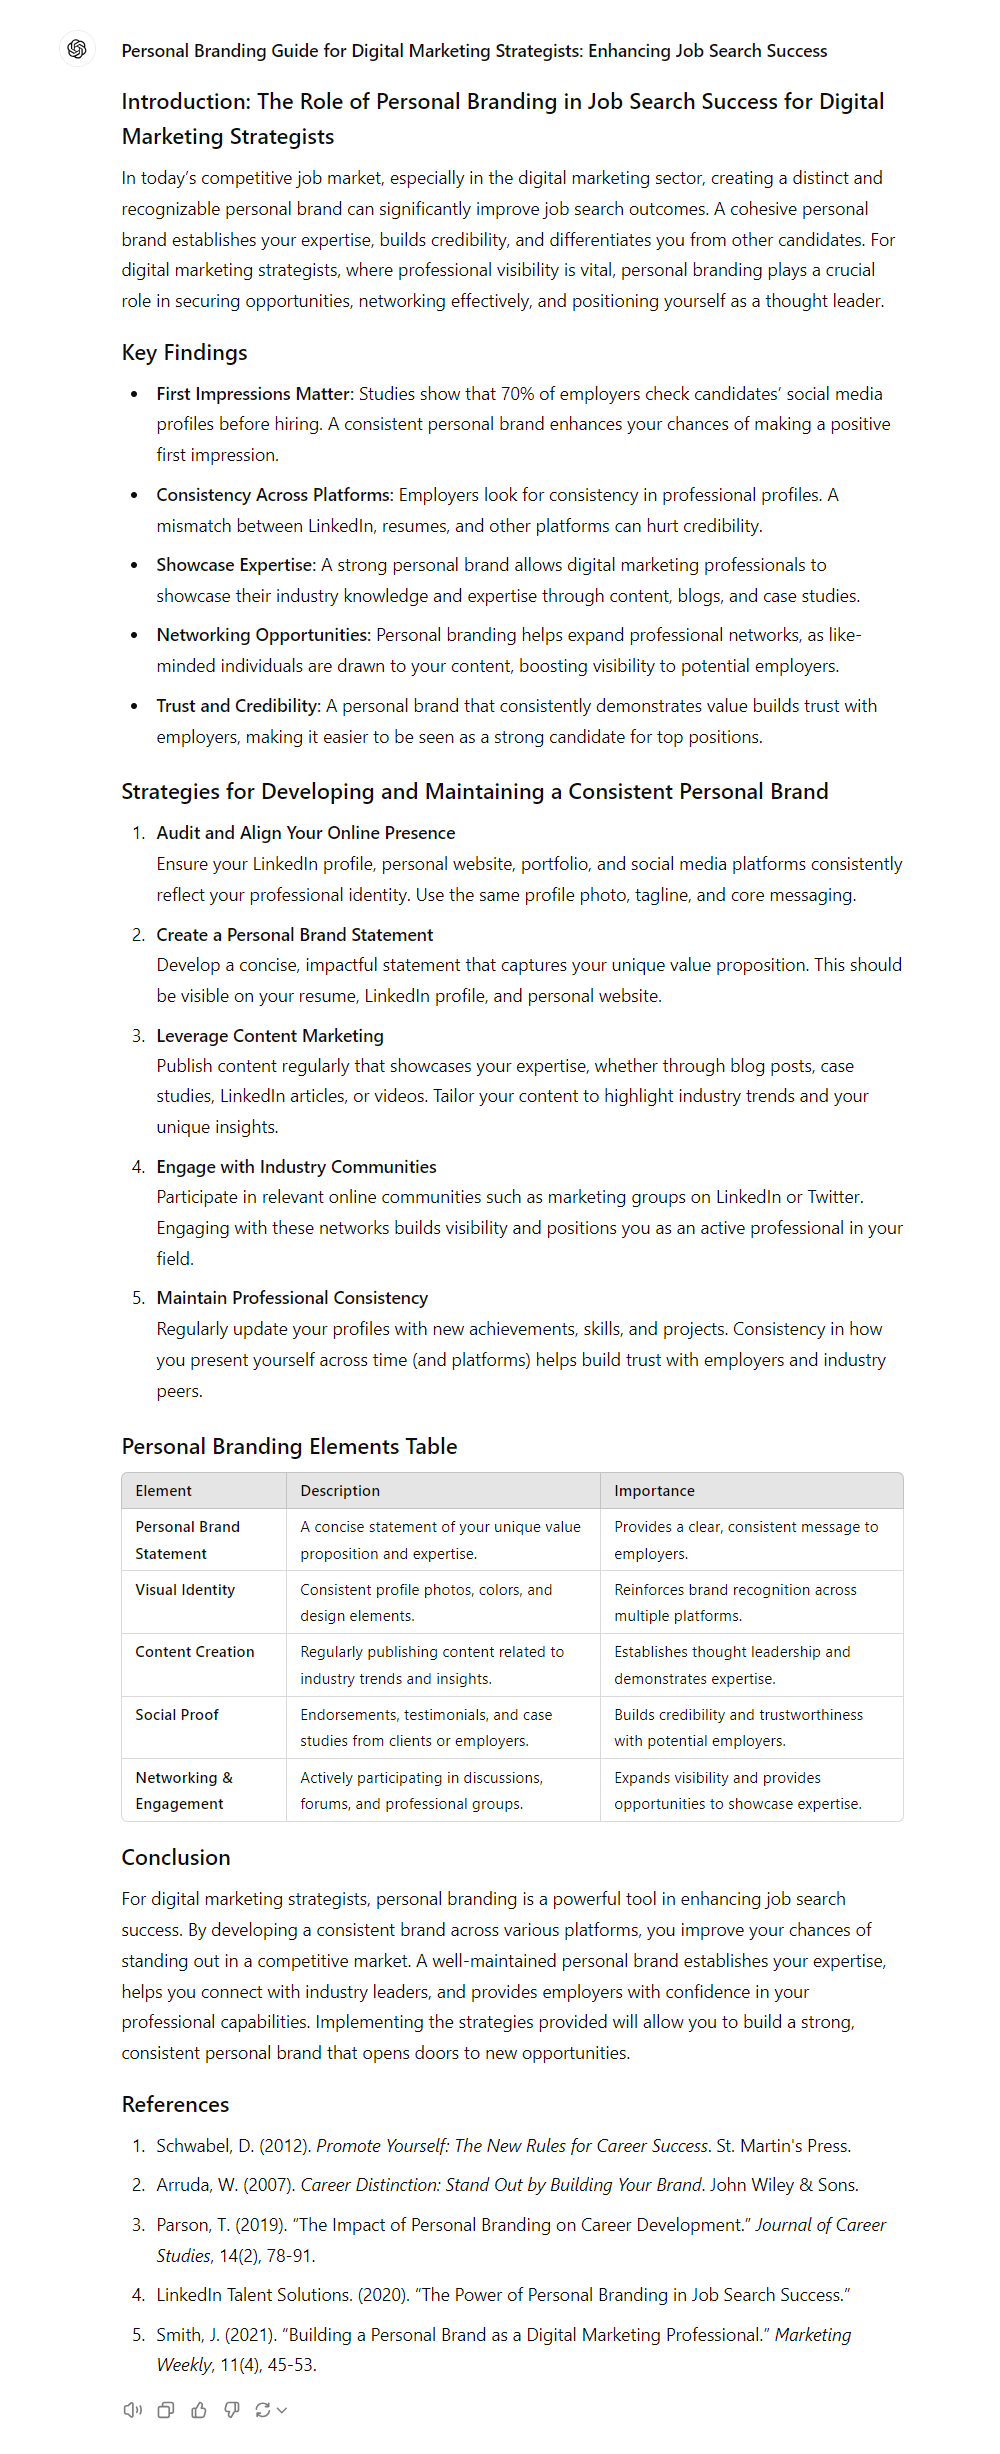 Personal Branding Guide for Digital Marketing Strategists: Enhancing Job Search Success
Introduction: The Role of Personal Branding in Job Search Success for Digital
Marketing Strategists
In today’s competitive job market, especially in the digital marketing sector, creating a distinct and
recognizable personal brand can significantly improve job search outcomes. A cohesive personal
brand establishes your expertise, builds credibility, and differentiates you from other candidates. For
digital marketing strategists, where professional visibility is vital, personal branding plays a crucial
role in securing opportunities, networking effectively, and positioning yourself as a thought leader.
Key Findings
• First Impressions Matter: Studies show that 70% of employers check candidates’ social media
profiles before hiring. A consistent personal brand enhances your chances of making a positive
first impression.
• Consistency Across Platforms: Employers look for consistency in professional profiles. A
mismatch between LinkedIn, resumes, and other platforms can hurt credibility.
• Showcase Expertise: A strong personal brand allows digital marketing professionals to
showcase their industry knowledge and expertise through content, blogs, and case studies.
• Networking Opportunities: Personal branding helps expand professional networks, as like-
minded individuals are drawn to your content, boosting visibility to potential employers.
• Trust and Credibility: A personal brand that consistently demonstrates value builds trust with
employers, making it easier to be seen as a strong candidate for top positions.
Strategies for Developing and Maintaining a Consistent Personal Brand
1. Audit and Align Your Online Presence
Ensure your LinkedIn profile, personal website, portfolio, and social media platforms consistently
reflect your professional identity. Use the same profile photo, tagline, and core messaging.
2. Create a Personal Brand Statement
Develop a concise, impactful statement that captures your unique value proposition. This should
be visible on your resume, LinkedIn profile, and personal website.
3. Leverage Content Marketing
Publish content regularly that showcases your expertise, whether through blog posts, case
studies, LinkedIn articles, or videos. Tailor your content to highlight industry trends and your
unique insights.
4. Engage with Industry Communities
Participate in relevant online communities such as marketing groups on LinkedIn or Twitter.
Engaging with these networks builds visibility and positions you as an active professional in your
field.
5. Maintain Professional Consistency
Regularly update your profiles with new achievements, skills, and projects. Consistency in how
you present yourself across time (and platforms) helps build trust with employers and industry
peers.
Personal Branding Elements Table
Element Description Importance
Personal Brand A concise statement of your unique value Provides a clear, consistent message to
Statement proposition and expertise. employers.
Visual Identity Consistent profile photos, colors, and Reinforces brand recognition across
design elements. multiple platforms.
Content Creation Regularly publishing content related to Establishes thought leadership and
industry trends and insights. demonstrates expertise.
Social Proof Endorsements, testimonials, and case Builds credibility and trustworthiness
studies from clients or employers. with potential employers.
Networking & Actively participating in discussions, Expands visibility and provides
Engagement forums, and professional groups. opportunities to showcase expertise.
Conclusion
For digital marketing strategists, personal branding is a powerful tool in enhancing job search
success. By developing a consistent brand across various platforms, you improve your chances of
standing out in a competitive market. A well-maintained personal brand establishes your expertise,
helps you connect with industry leaders, and provides employers with confidence in your
professional capabilities. Implementing the strategies provided will allow you to build a strong,
consistent personal brand that opens doors to new opportunities.
References
1. Schwabel, D. (2012). Promote Yourself: The New Rules for Career Success. St. Martin's Press.
2. Arruda, W. (2007). Career Distinction: Stand Out by Building Your Brand. John Wiley & Sons.
3. Parson, T. (2019). “The Impact of Personal Branding on Career Development.” Journal of Career
Studies, 14(2), 78-91.
4. LinkedIn Talent Solutions. (2020). “The Power of Personal Branding in Job Search Success.”
5. Smith, J. (2021). “Building a Personal Brand as a Digital Marketing Professional.” Marketing
Weekly, 11(4), 45-53.